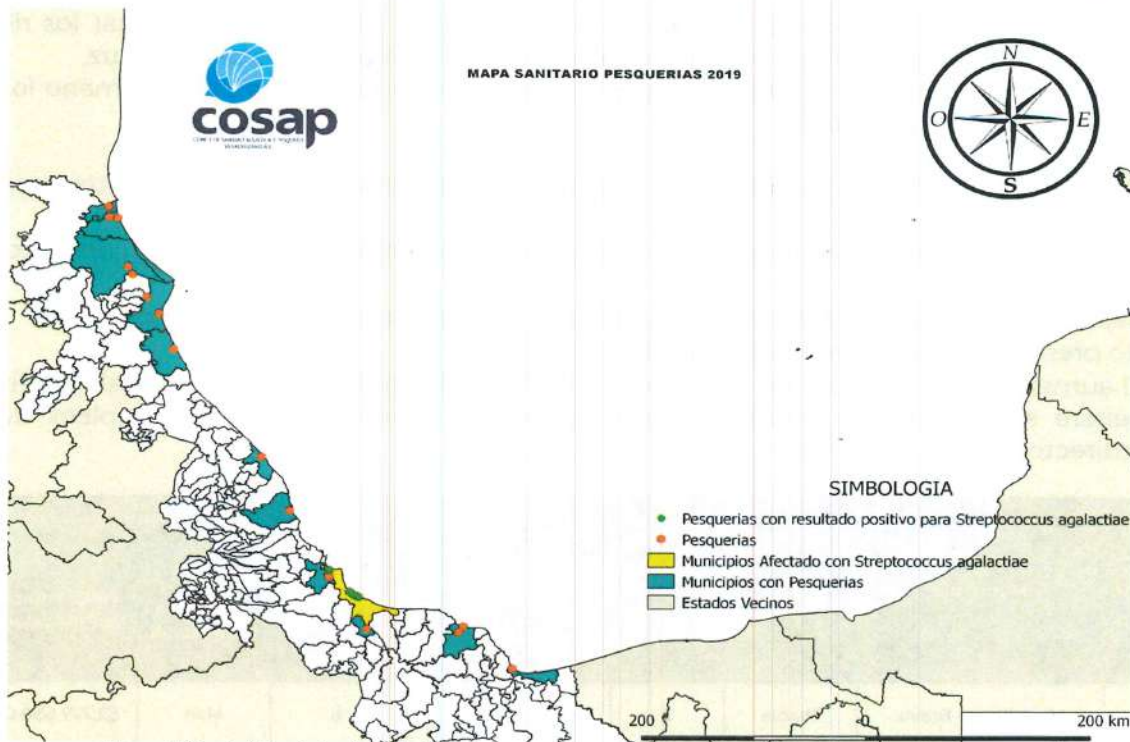 MAPA SANITARIO PESQUERIAS 2019
cosap
N
O
E
S
SIMBOLOGIA
Pesquerias con resultado positivo para Streptococcus agalactiae
Pesquerias
Municipios Afectado con Streptococcus agalactiae
Municipios con Pesquerias
Estados Vecinos
200
0
200 km